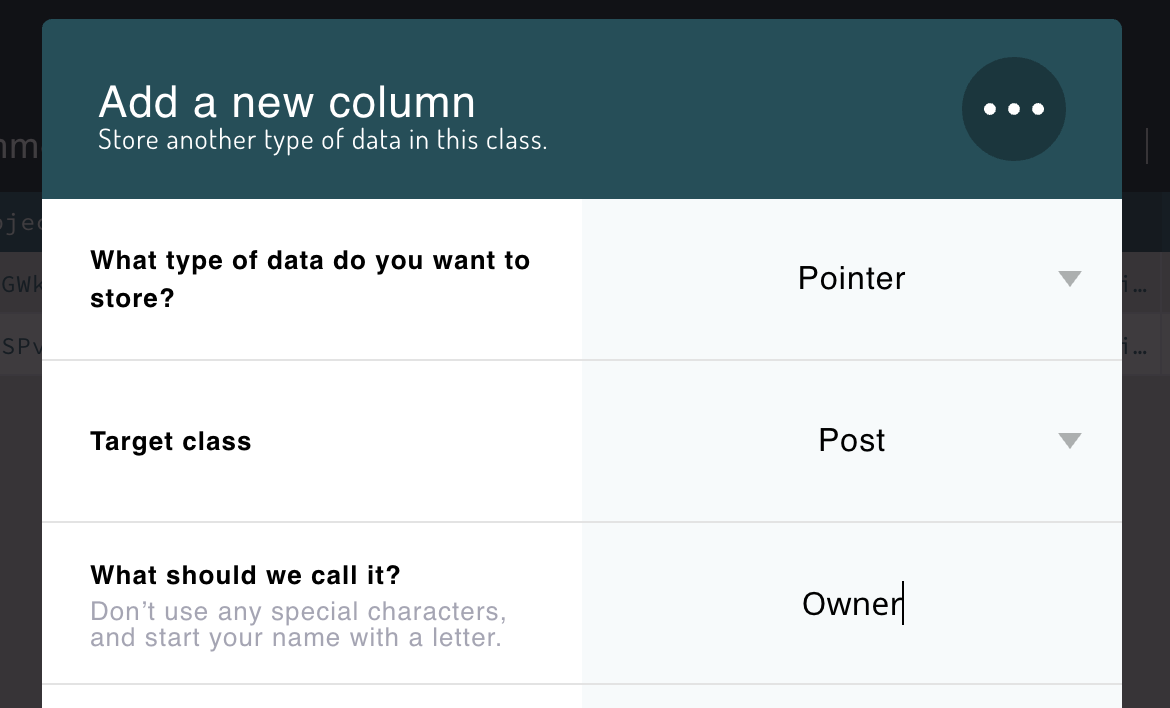 Add a new column
Store another type of data in this class.
What type of data do you want to
store?
Pointer
Target class
Post
What should we call it?
Don’t use any special characters,
and start your name with a letter.
Owner